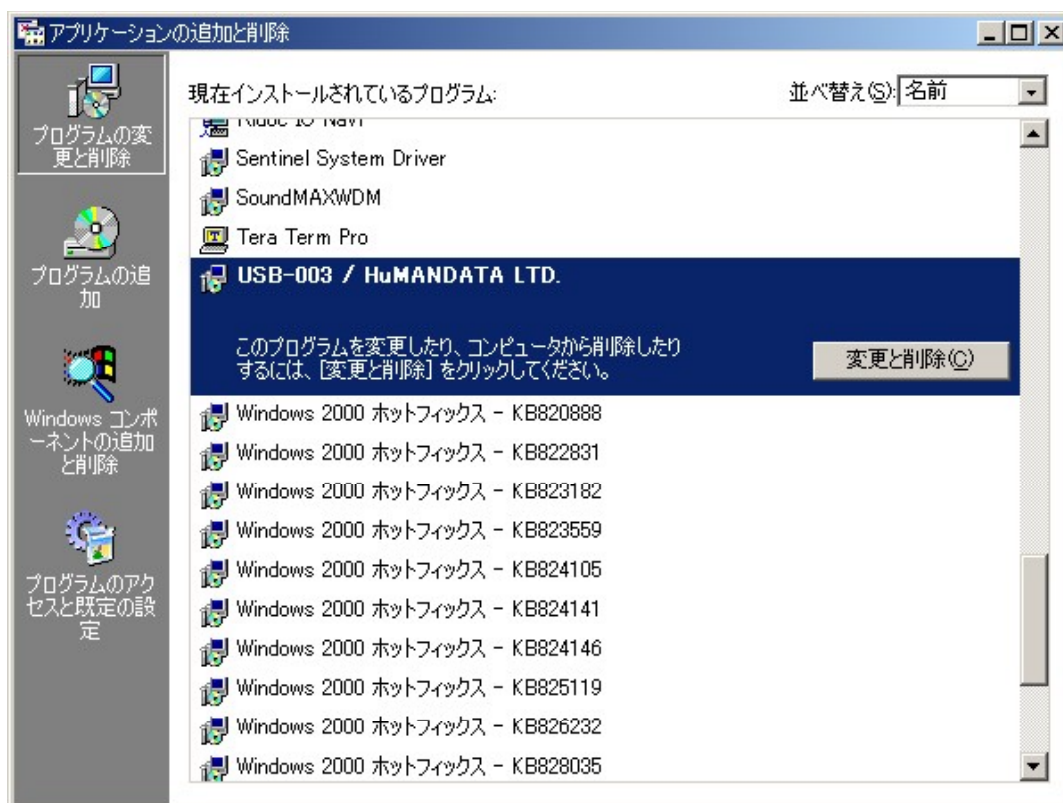 アプリケーションの追加と削除
プログラムの変
更と削除
プログラムの追
加
Windows コンポ
ーネントの追加
と削除
プログラムのアク
セスと既定の設
定
現在インストールされているプログラム:
並べ替え(S):
名前
Sentinel System Driver
SoundMAXWDM
Tera Term Pro
USB-003 / HuMANDATA LTD.
このプログラムを変更したり、コンピュータから削除したり
するには、[変更と削除] をクリックしてください。
変更と削除(C)
Windows 2000 ホットフィックス - KB820888
Windows 2000 ホットフィックス - KB822831
Windows 2000 ホットフィックス - KB823182
Windows 2000 ホットフィックス - KB823559
Windows 2000 ホットフィックス - KB824105
Windows 2000 ホットフィックス - KB824141
Windows 2000 ホットフィックス - KB824146
Windows 2000 ホットフィックス - KB825119
Windows 2000 ホットフィックス - KB826232
Windows 2000 ホットフィックス - KB828035